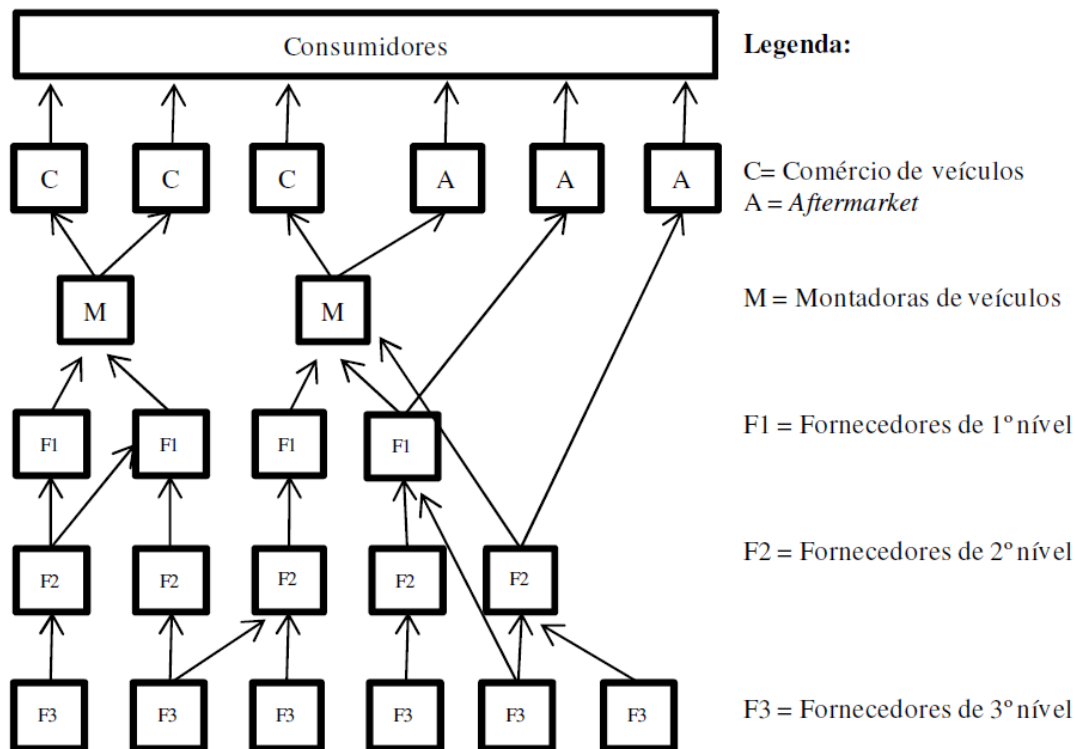 Consumidores
Legenda:
C C C A A A
C= Comércio de veículos
A = Aftermarket
M M
M = Montadoras de veículos
F1 F1 F1 F1
F1 = Fornecedores de 1º nível
F2 F2 F2 F2 F2
F2 = Fornecedores de 2º nível
F3 F3 F3 F3 F3 F3
F3 = Fornecedores de 3º nível